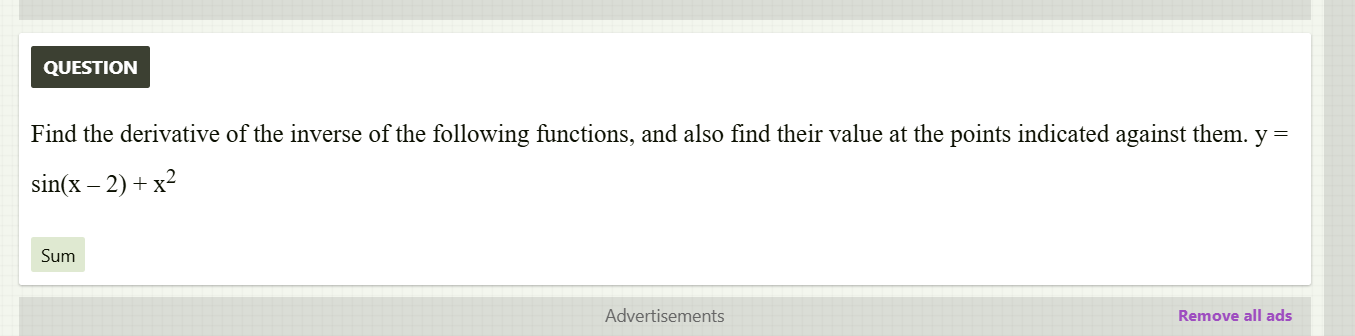 QUESTION
Find the derivative of the inverse of the following functions, and also find their value at the points indicated against them. y =
sin(x – 2) + x²
Sum
Advertisements
Remove all ads